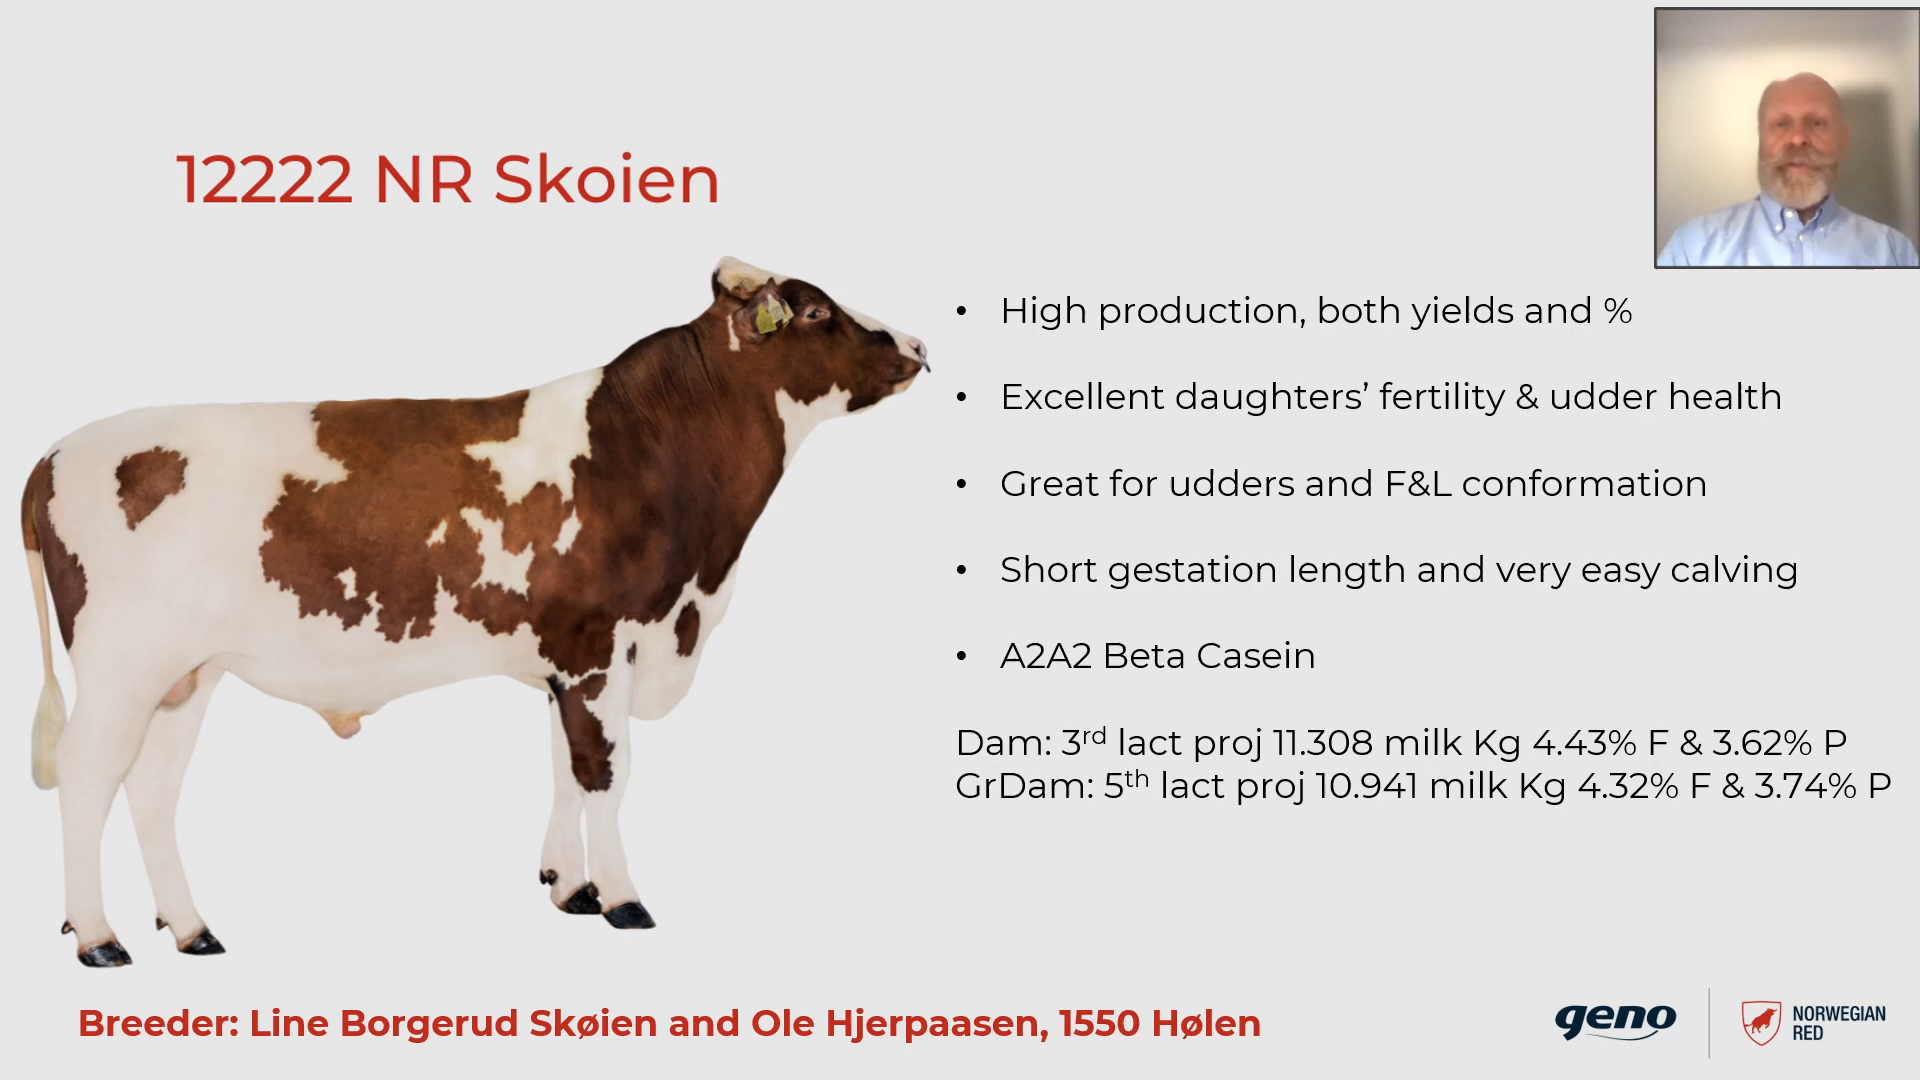 12222 NR Skoien
• High production, both yields and %
• Excellent daughters’ fertility & udder health
• Great for udders and F&L conformation
• Short gestation length and very easy calving
• A2A2 Beta Casein
Dam: 3rd lact proj 11.308 milk Kg 4.43% F & 3.62% P
GrDam: 5th lact proj 10.941 milk Kg 4.32% F & 3.74% P
Breeder: Line Borgerud Skøien and Ole Hjerpaasen, 1550 Hølen
geno
NORWEGIAN
RED